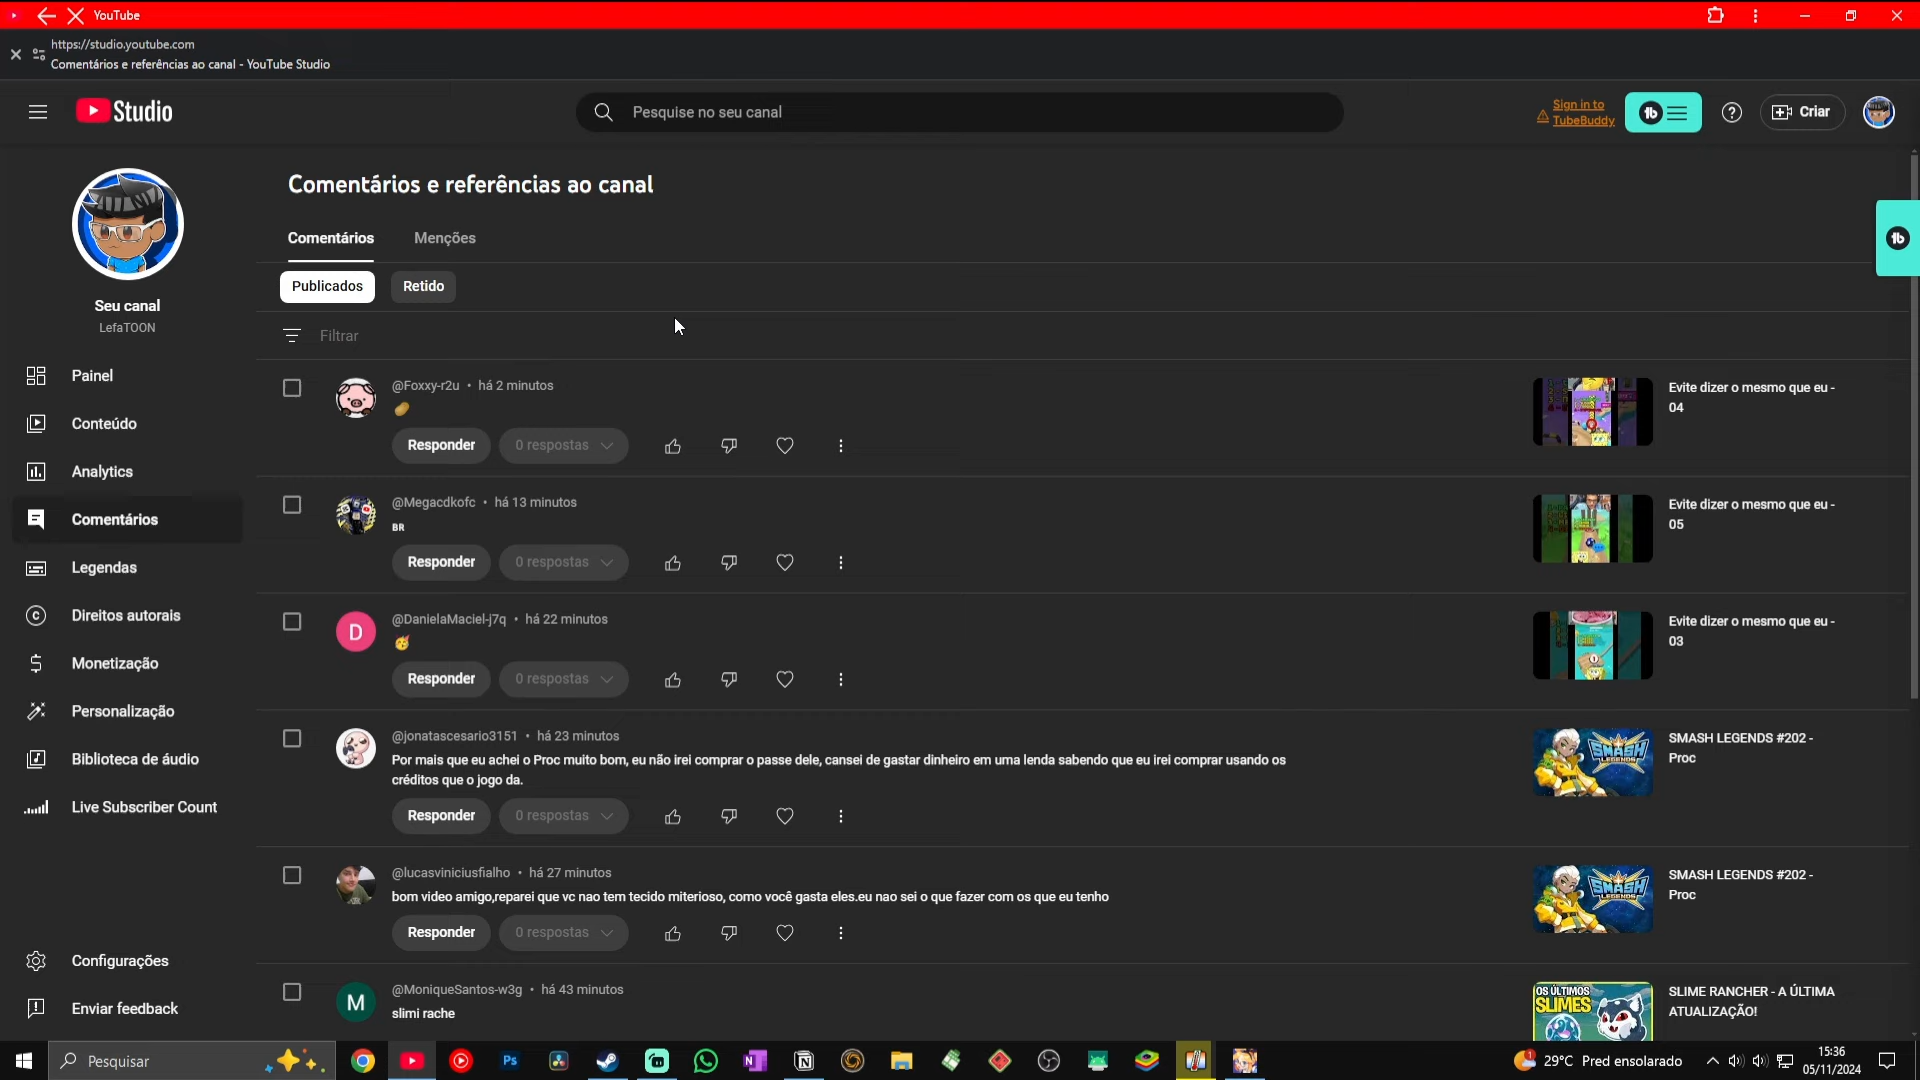 YouTube
https://studio.youtube.com
Comentários e referências ao canal - YouTube Studio
Studio
Pesquise no seu canal
Sign in to
TubeBuddy
Criar
Seu canal
LefaTOON
Painel
Conteúdo
Analytics
Comentários
Legendas
Direitos autorais
Monetização
Personalização
Biblioteca de áudio
Live Subscriber Count
Configurações
Enviar feedback
Comentários e referências ao canal
Comentários Menções
Publicados Retido
Filtrar
@Foxxy-r2u • há 2 minutos
Responder 0 respostas
Evite dizer o mesmo que eu -
04
@Megacdkofc • há 13 minutos
BR
Responder 0 respostas
Evite dizer o mesmo que eu -
05
@DanielaMaciel-j7q • há 22 minutos
Responder 0 respostas
Evite dizer o mesmo que eu -
03
@jonatascesario3151 • há 23 minutos
Por mais que eu achei o Proc muito bom, eu não irei comprar o passe dele, cansei de gastar dinheiro em uma lenda sabendo que eu irei comprar usando os
créditos que o jogo da.
Responder 0 respostas
SMASH LEGENDS
SMASH LEGENDS #202 -
Proc
@lucasviniciusfialho • há 27 minutos
bom video amigo,reparei que vc nao tem tecido miterioso, como você gasta eles.eu nao sei o que fazer com os que eu tenho
Responder 0 respostas
SMASH LEGENDS
SMASH LEGENDS #202 -
Proc
M
@MoniqueSantos-w3g • há 43 minutos
slimi rache
OS ÚLTIMOS
SLIMES
SLIME RANCHER - A ÚLTIMA
ATUALIZAÇÃO!
D
Pesquisar
Ps
29°C Pred ensolarado
15:36
05/11/2024